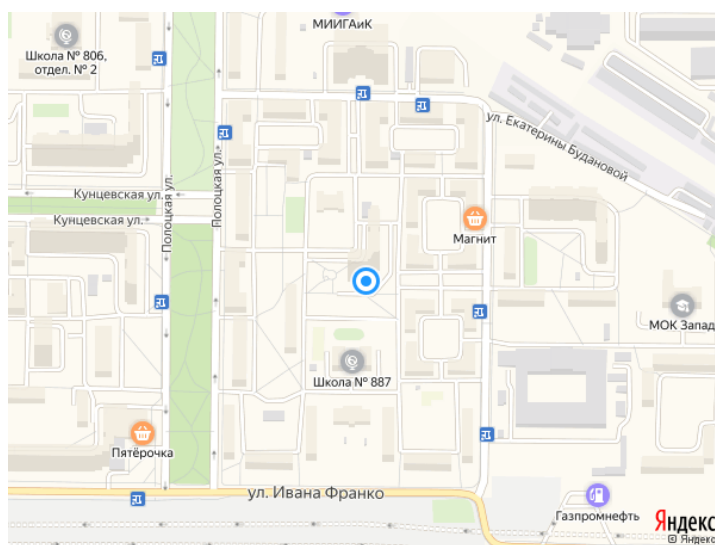 МИИГАиК
Школа № 806,
отдел. № 2
ул. Екатерины Будановой
Полоцкая ул.
Полоцкая ул.
Кунцевская ул.
Кунцевская ул.
Магнит
МОК Запад
Школа № 887
Пятёрочка
ул. Ивана Франко
Газпромнефть
Яндекс
© Яндекс